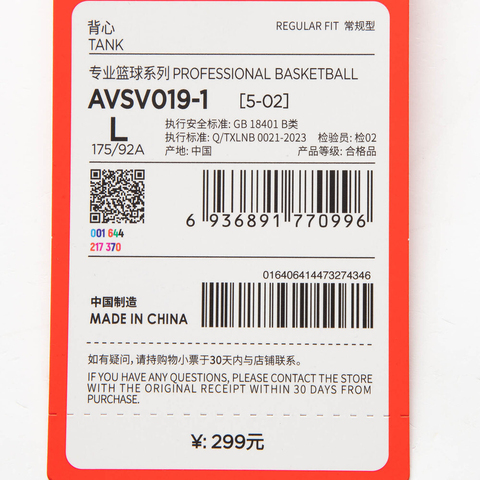 背心
REGULAR FIT 常规型
TANK
专业篮球系列 PROFESSIONAL BASKETBALL
AVSV019-1 [5-02]
L
175/92A
执行安全标准: GB 18401 B类
执行标准: Q/TXLNB 0021-2023 检验员: 检02
产地: 中国 产品等级: 合格品
001 644
217 370
6 936891 770996
016406414473274346
中国制造
MADE IN CHINA
如有疑问,请持购物小票于30天内与店铺联系。
IF YOU HAVE ANY QUESTIONS, PLEASE CONTACT THE STORE
WITH THE ORIGINAL RECEIPT WITHIN 30 DAYS FROM
PURCHASE.
¥: 299元